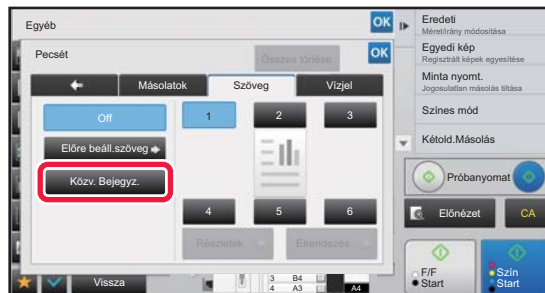 Egyéb
OK
Pecsét
Összes törlése
OK
Másolatok
Szöveg
Vízjel
Off
1
2
3
Előre beáll.szöveg
Közv. Bejegyz.
4
5
6
Részletek
Elrendezés
Vissza
3 B4
4 A3
A4
Eredeti
Méret/irány módosítása
Egyedi kép
Regisztrált képek egyesítése
Minta nyomt.
Jogosulatlan másolás tiltása
Színes mód
Kétold.Másolás
Próbanyomat
Előnézet
CA
F/F
Start
Szín
Start